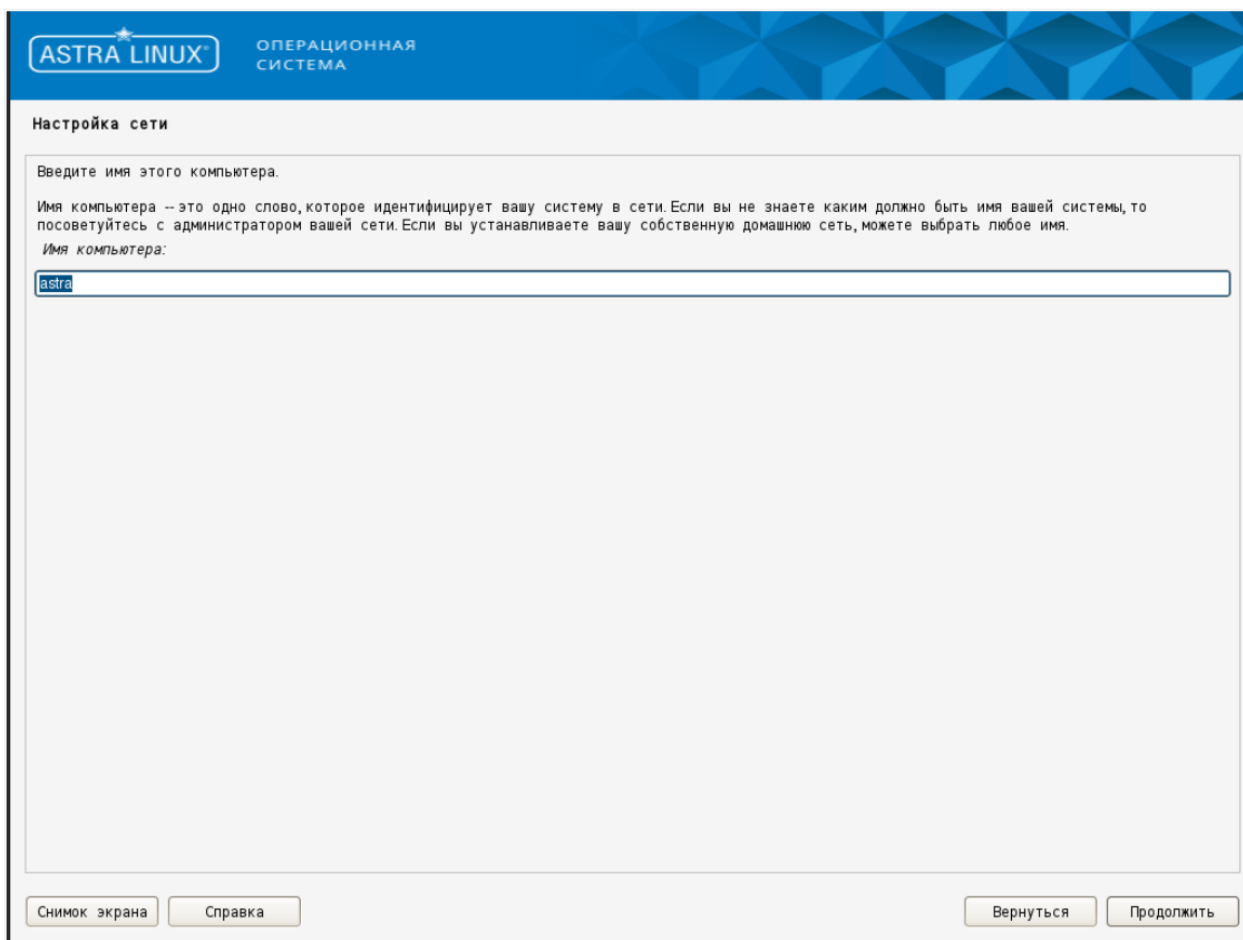 ASTRA LINUX®
ОПЕРАЦИОННАЯ
СИСТЕМА
Настройка сети
Введите имя этого компьютера.
Имя компьютера -- это одно слово, которое идентифицирует вашу систему в сети. Если вы не знаете каким должно быть имя вашей системы, то
посоветуйтесь с администратором вашей сети. Если вы устанавливаете вашу собственную домашнюю сеть, можете выбрать любое имя.
Имя компьютера:
astra
Снимок экрана Справка Вернуться Продолжить